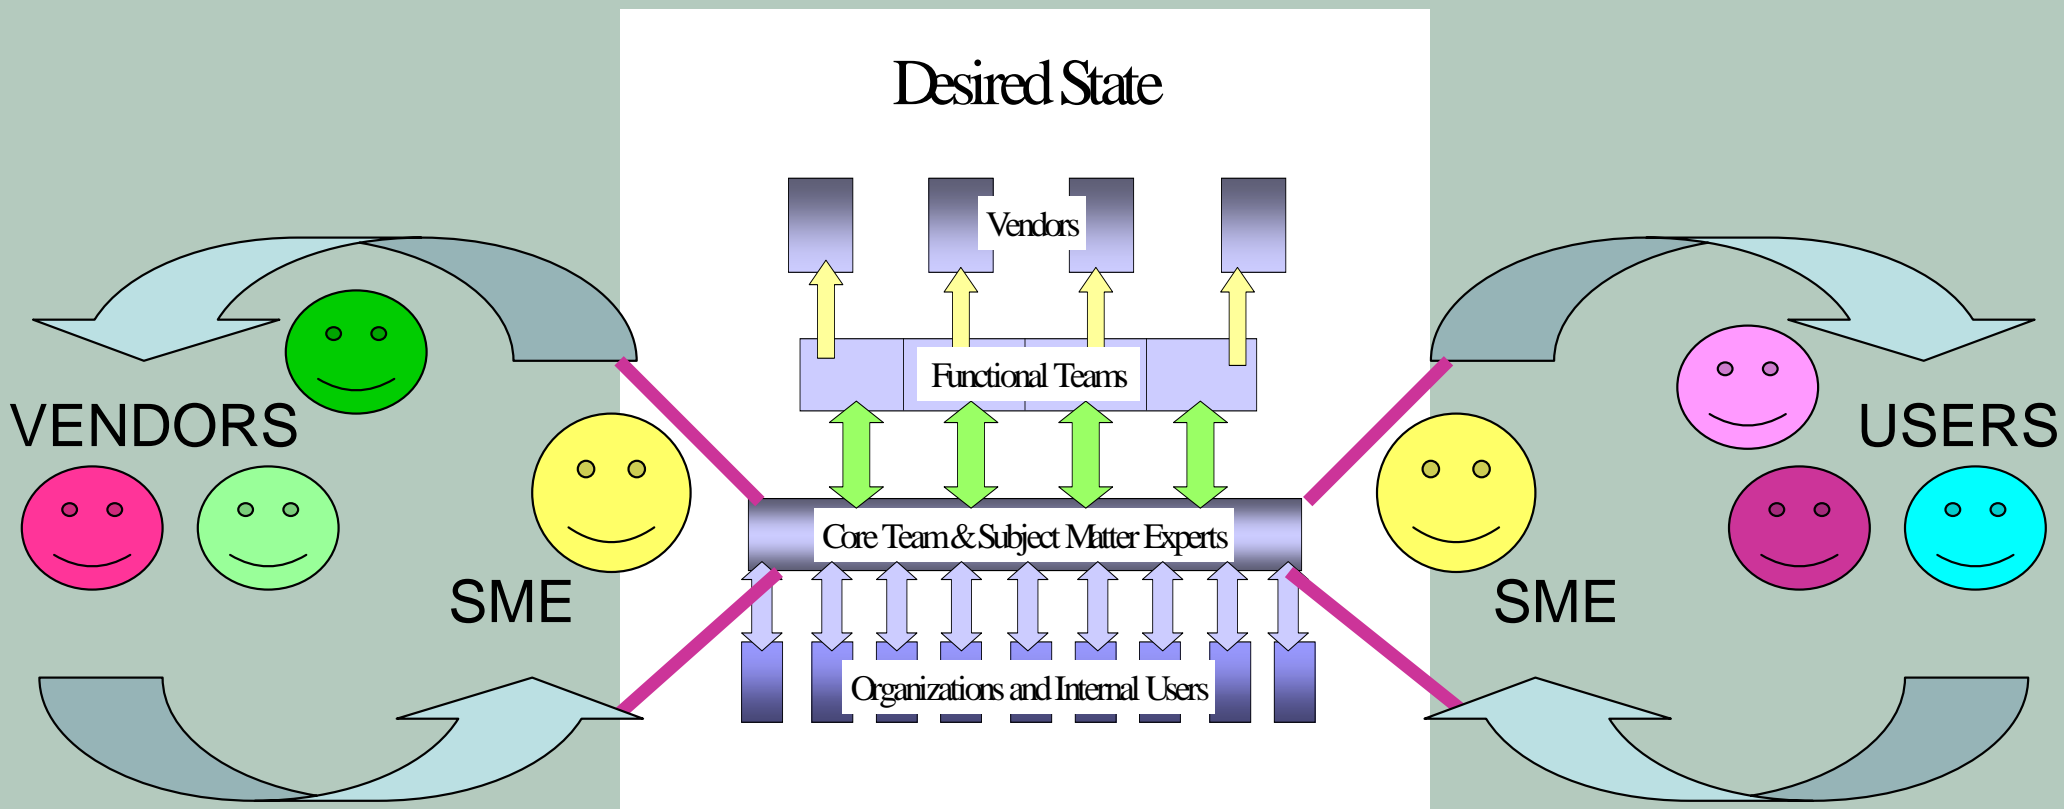 Desired State
Vendors
Functional Teams
VENDORS
USERS
Core Team & Subject Matter Experts
SME
SME
Organizations and Internal Users